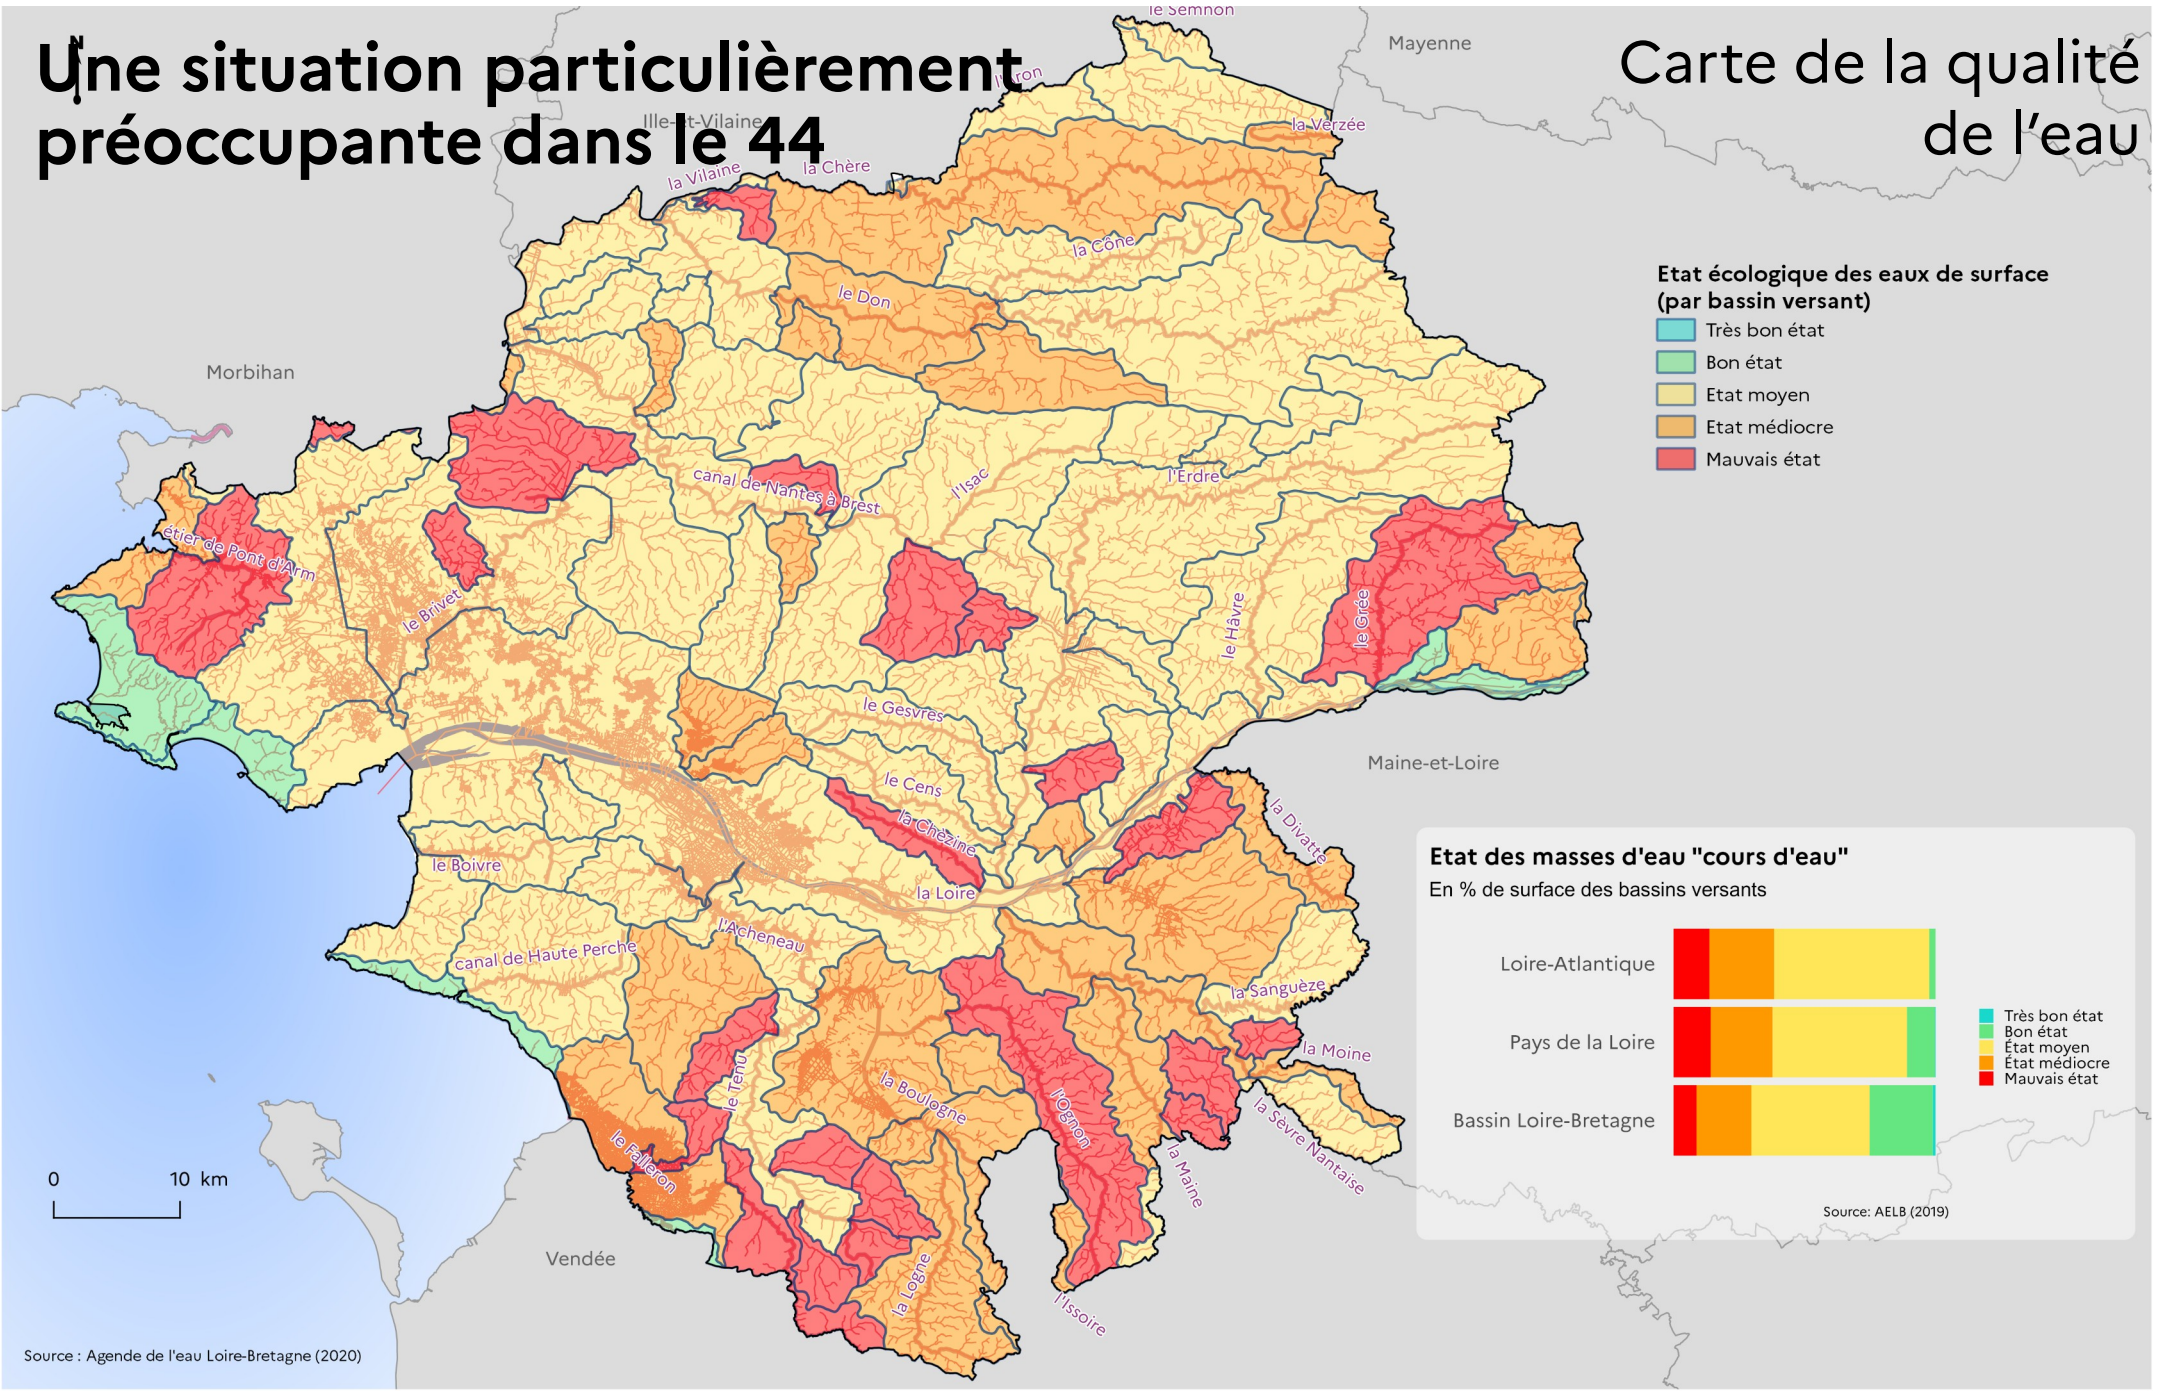 le Semnon
Mayenne
N
Une situation particulièrement
préoccupante dans le 44
Carte de la qualité
de l’eau
l'Aron
Ille-et-Vilaine
la Verzée
la Vilaine
la Chère
la Cône
le Don
Etat écologique des eaux de surface
(par bassin versant)
Très bon état
Bon état
Etat moyen
Etat médiocre
Mauvais état
Morbihan
canal de Nantes à Brest
l'Isac
l'Erdre
étier de Pont d'Arm
le Brivet
le Hâvre
le Grée
le Gesvres
le Cens
la Chézine
la Loire
Maine-et-Loire
la Divatte
le Boivre
l'Acheneau
canal de Haute Perche
la Sanguèze
la Moine
le Tenu
la Boulogne
l'Ognon
la Sèvre Nantaise
la Maine
le Falleron
la Logne
l'Issoire
Vendée
0 10 km
Source : Agende de l'eau Loire-Bretagne (2020)
Etat des masses d'eau "cours d'eau"
En % de surface des bassins versants
Loire-Atlantique
Pays de la Loire
Bassin Loire-Bretagne
Très bon état
Bon état
État moyen
État médiocre
Mauvais état
Source: AELB (2019)